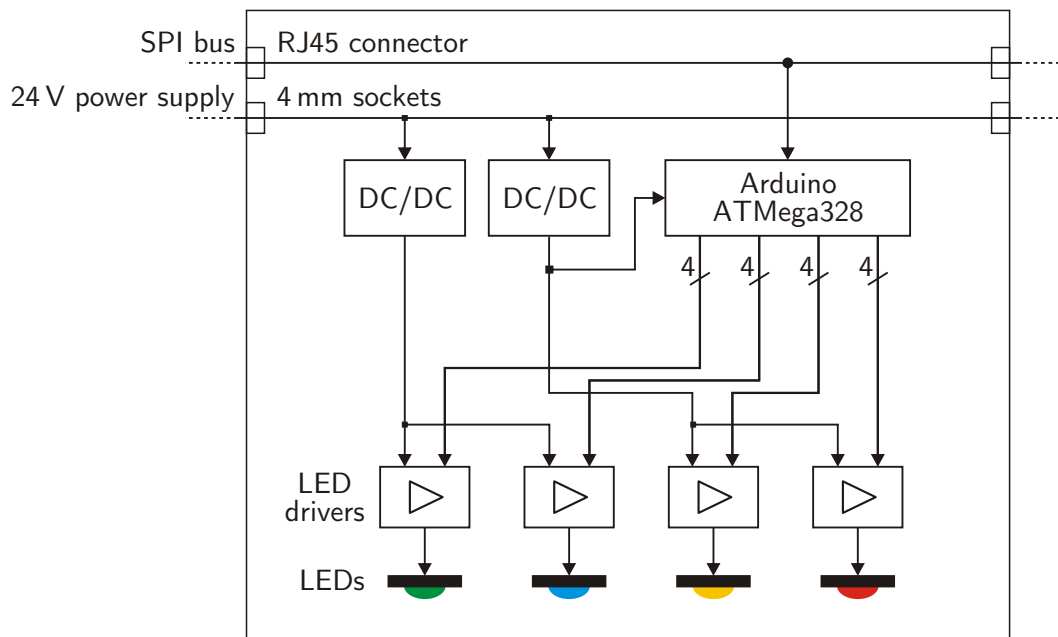 SPI bus
RJ45 connector
24 V power supply
4 mm sockets
DC/DC
DC/DC
Arduino
ATMega328
4
4
4
4
LED
drivers
LEDs